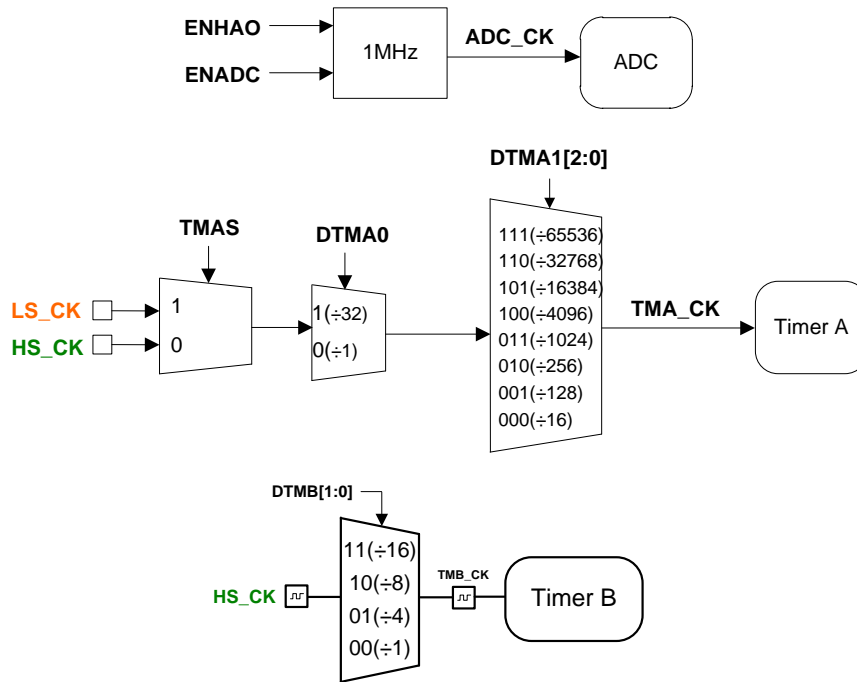 ENHAO
ENADC
1MHz
ADC_CK
ADC
DTMA1[2:0]
TMAS
DTMA0
LS_CK
HS_CK
1
0
1(÷32)
0(÷1)
111(÷65536)
110(÷32768)
101(÷16384)
100(÷4096)
011(÷1024)
010(÷256)
001(÷128)
000(÷16)
TMA_CK
Timer A
DTMB[1:0]
HS_CK
11(÷16)
10(÷8)
01(÷4)
00(÷1)
TMB_CK
Timer B